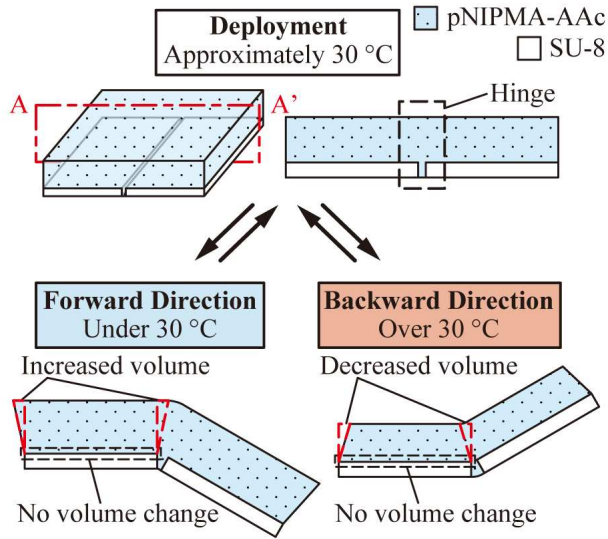 Deployment
Approximately 30 °C
pNIPMA-AAc
SU-8
A
A'
Hinge
Forward Direction
Under 30 °C
Backward Direction
Over 30 °C
Increased volume
Decreased volume
No volume change
No volume change